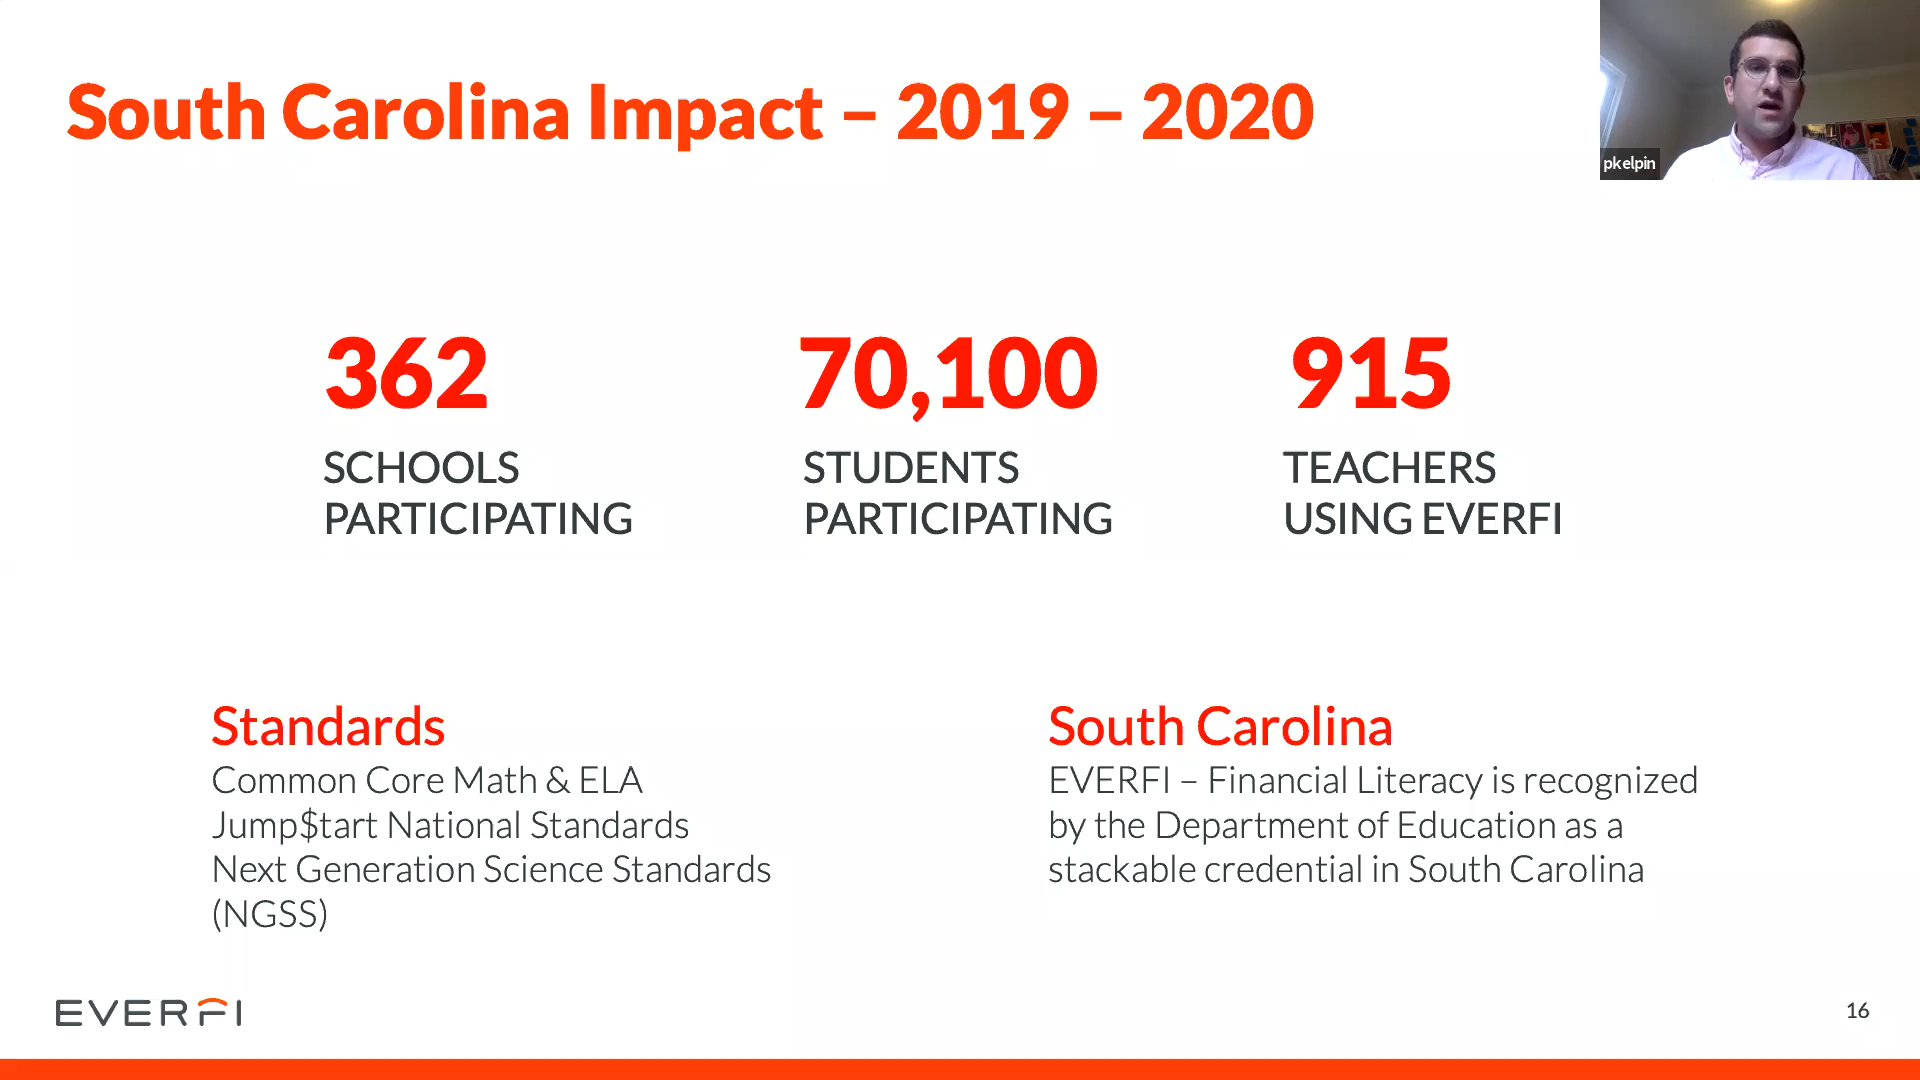 South Carolina Impact – 2019 – 2020
pkelpin
362
SCHOOLS
PARTICIPATING
70,100
STUDENTS
PARTICIPATING
915
TEACHERS
USING EVERFI
Standards
Common Core Math & ELA
Jump$tart National Standards
Next Generation Science Standards
(NGSS)
South Carolina
EVERFI – Financial Literacy is recognized
by the Department of Education as a
stackable credential in South Carolina
EVERFI
16